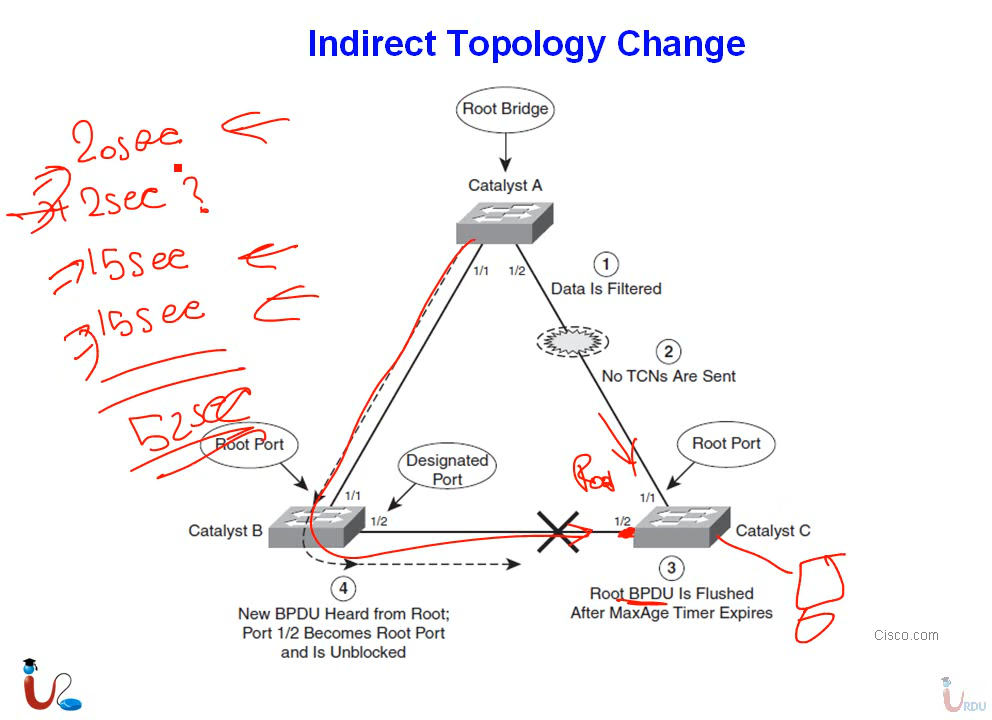 Indirect Topology Change
Root Bridge
Catalyst A
1/1
1/2
1
Data Is Filtered
2
No TCNs Are Sent
20sec
2sec ?
15sec
15sec
52sec
Root Port
Designated
Port
Root Port
1/1
1/2
Catalyst B
Root
1/1
1/2
Catalyst C
3
Root BPDU Is Flushed
After MaxAge Timer Expires
4
New BPDU Heard from Root;
Port 1/2 Becomes Root Port
and Is Unblocked
Cisco.com
URDU